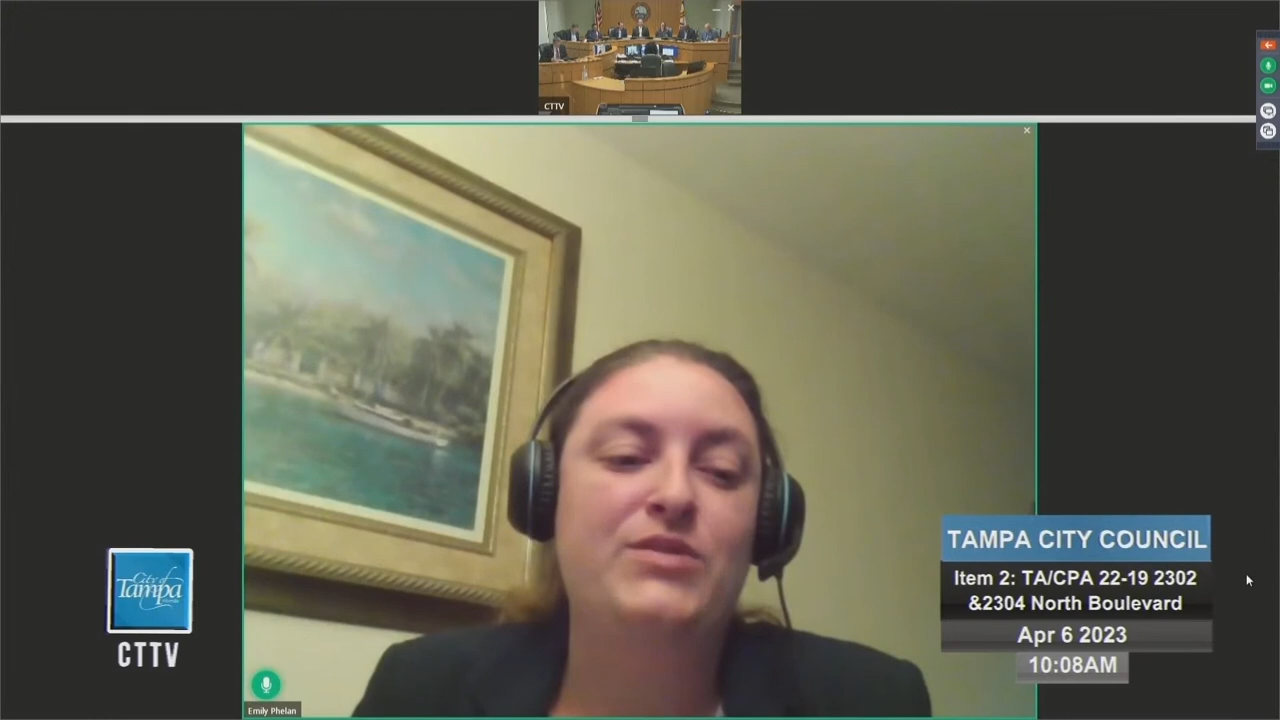 CTTV
TAMPA CITY COUNCIL
Item 2: TA/CPA 22-19 2302
&2304 North Boulevard
Apr 6 2023
10:08AM
City of
Tampa
CTTV
Emily Phelan